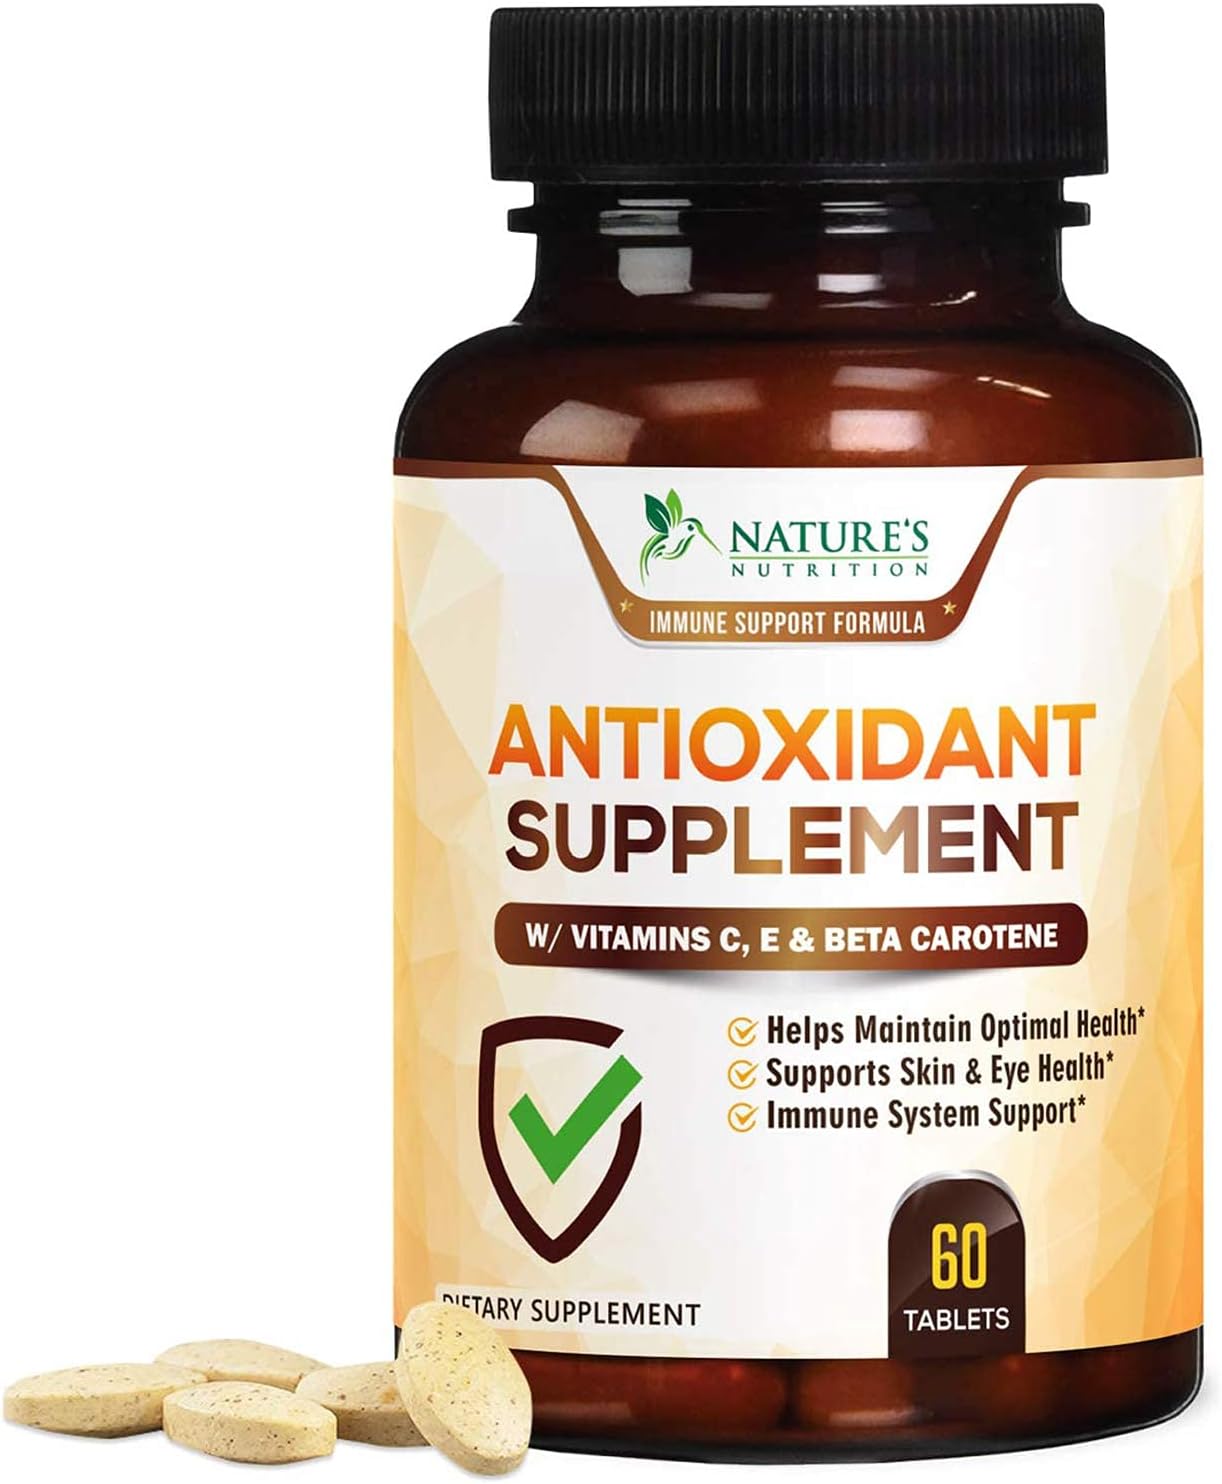 NATURE'S
NUTRITION
IMMUNE SUPPORT FORMULA
ANTIOXIDANT
SUPPLEMENT
W/ VITAMINS C, E & BETA CAROTENE
Helps Maintain Optimal Health*
Supports Skin & Eye Health*
Immune System Support*
60
TABLETS
DIETARY SUPPLEMENT